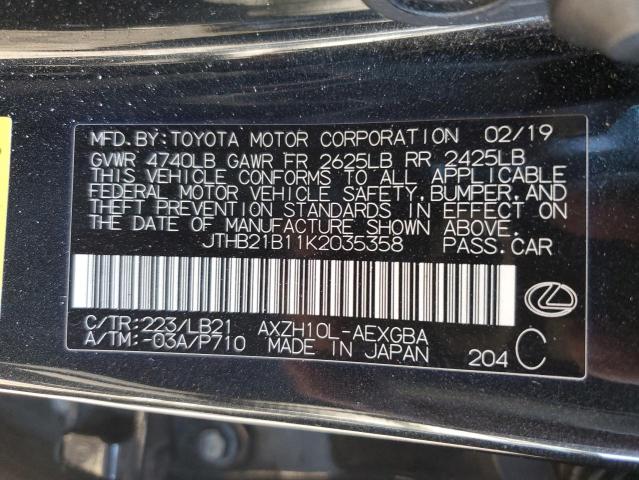 MFD. BY: TOYOTA MOTOR CORPORATION 02/19
GVWR 4740LB GAWR FR 2625LB RR 2425LB
THIS VEHICLE CONFORMS TO ALL APPLICABLE
FEDERAL MOTOR VEHICLE SAFETY, BUMPER, AND
THEFT PREVENTION STANDARDS IN EFFECT ON
THE DATE OF MANUFACTURE SHOWN ABOVE.
JTHB21B11K2035358 PASS. CAR
C/TR: 223/LB21 AXZH10L-AEXGBA
A/TM: -03A/P710 MADE IN JAPAN 204 C